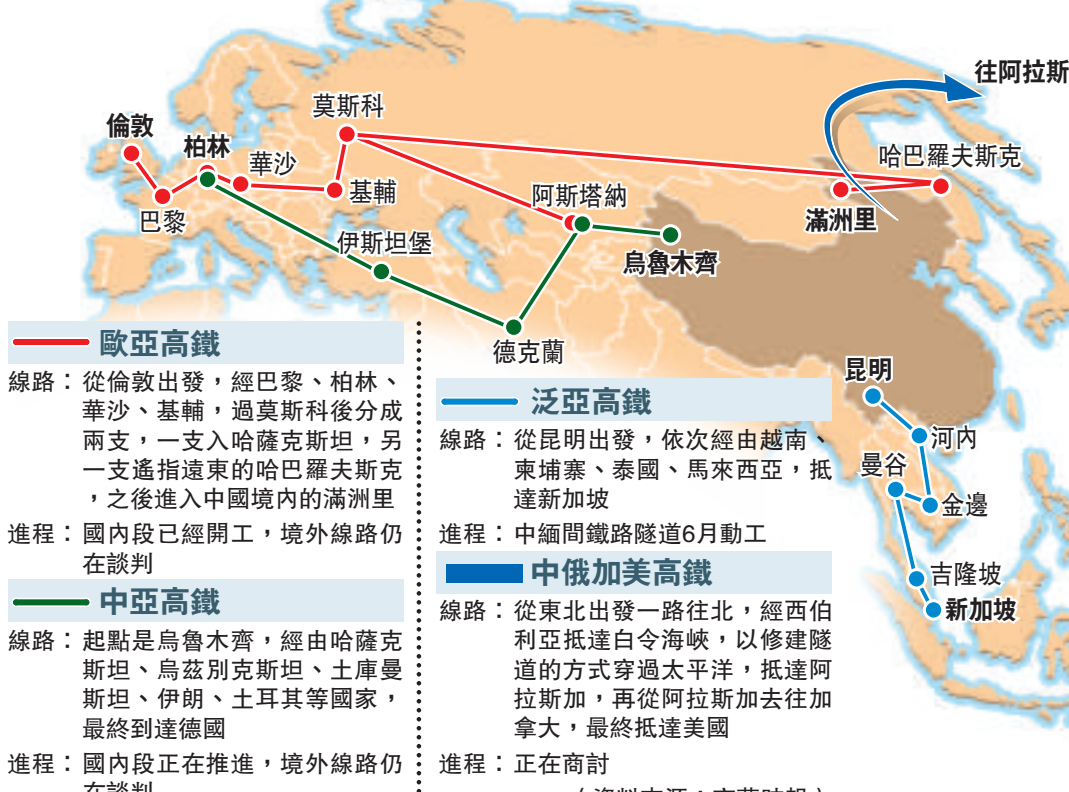 往阿拉斯
莫斯科
倫敦
柏林
華沙
哈巴羅夫斯克
巴黎
基輔
阿斯塔納
滿洲里
伊斯坦堡
烏魯木齊
德克蘭
歐亞高鐵
線路：從倫敦出發，經巴黎、柏林、
華沙、基輔，過莫斯科後分成
兩支，一支入哈薩克斯坦，另
一支遙指遠東的哈巴羅夫斯克
，之後進入中國境內的滿洲里
進程：國內段已經開工，境外線路仍
在談判
中亞高鐵
線路：起點是烏魯木齊，經由哈薩克
斯坦、烏茲別克斯坦、土庫曼
斯坦、伊朗、土耳其等國家，
最終到達德國
進程：國內段正在推進，境外線路仍
在談判
泛亞高鐵
線路：從昆明出發，依次經由越南、
柬埔寨、泰國、馬來西亞，抵
達新加坡
進程：中緬間鐵路隧道6月動工
中俄加美高鐵
線路：從東北出發一路往北，經西伯
利亞抵達白令海峽，以修建隧
道的方式穿過太平洋，抵達阿
拉斯加，再從阿拉斯加去往加
拿大，最終抵達美國
進程：正在商討
昆明
河內
曼谷
金邊
吉隆坡
新加坡